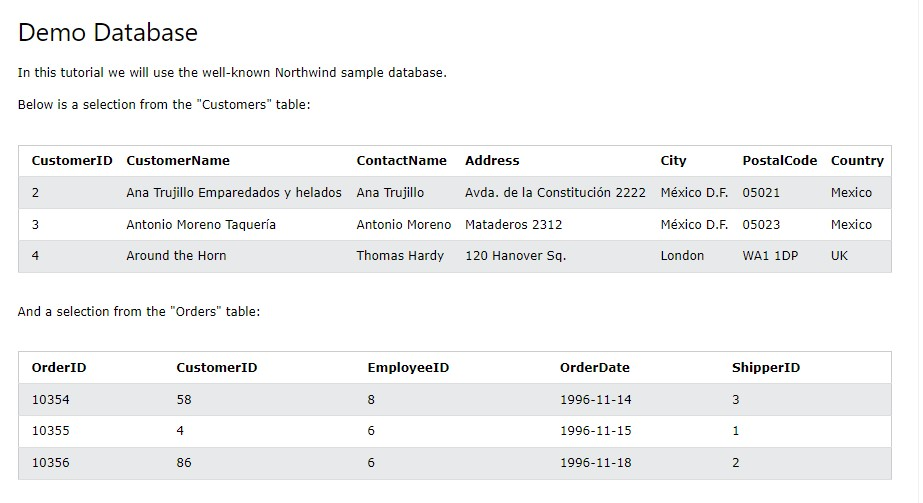 Demo Database
In this tutorial we will use the well-known Northwind sample database.
Below is a selection from the "Customers" table:
CustomerID CustomerName ContactName Address City PostalCode Country
2 Ana Trujillo Emparedados y helados Ana Trujillo Avda. de la Constitución 2222 México D.F. 05021 Mexico
3 Antonio Moreno Taquería Antonio Moreno Mataderos 2312 México D.F. 05023 Mexico
4 Around the Horn Thomas Hardy 120 Hanover Sq. London WA1 1DP UK
And a selection from the "Orders" table:
OrderID CustomerID EmployeeID OrderDate ShipperID
10354 58 8 1996-11-14 3
10355 4 6 1996-11-15 1
10356 86 6 1996-11-18 2